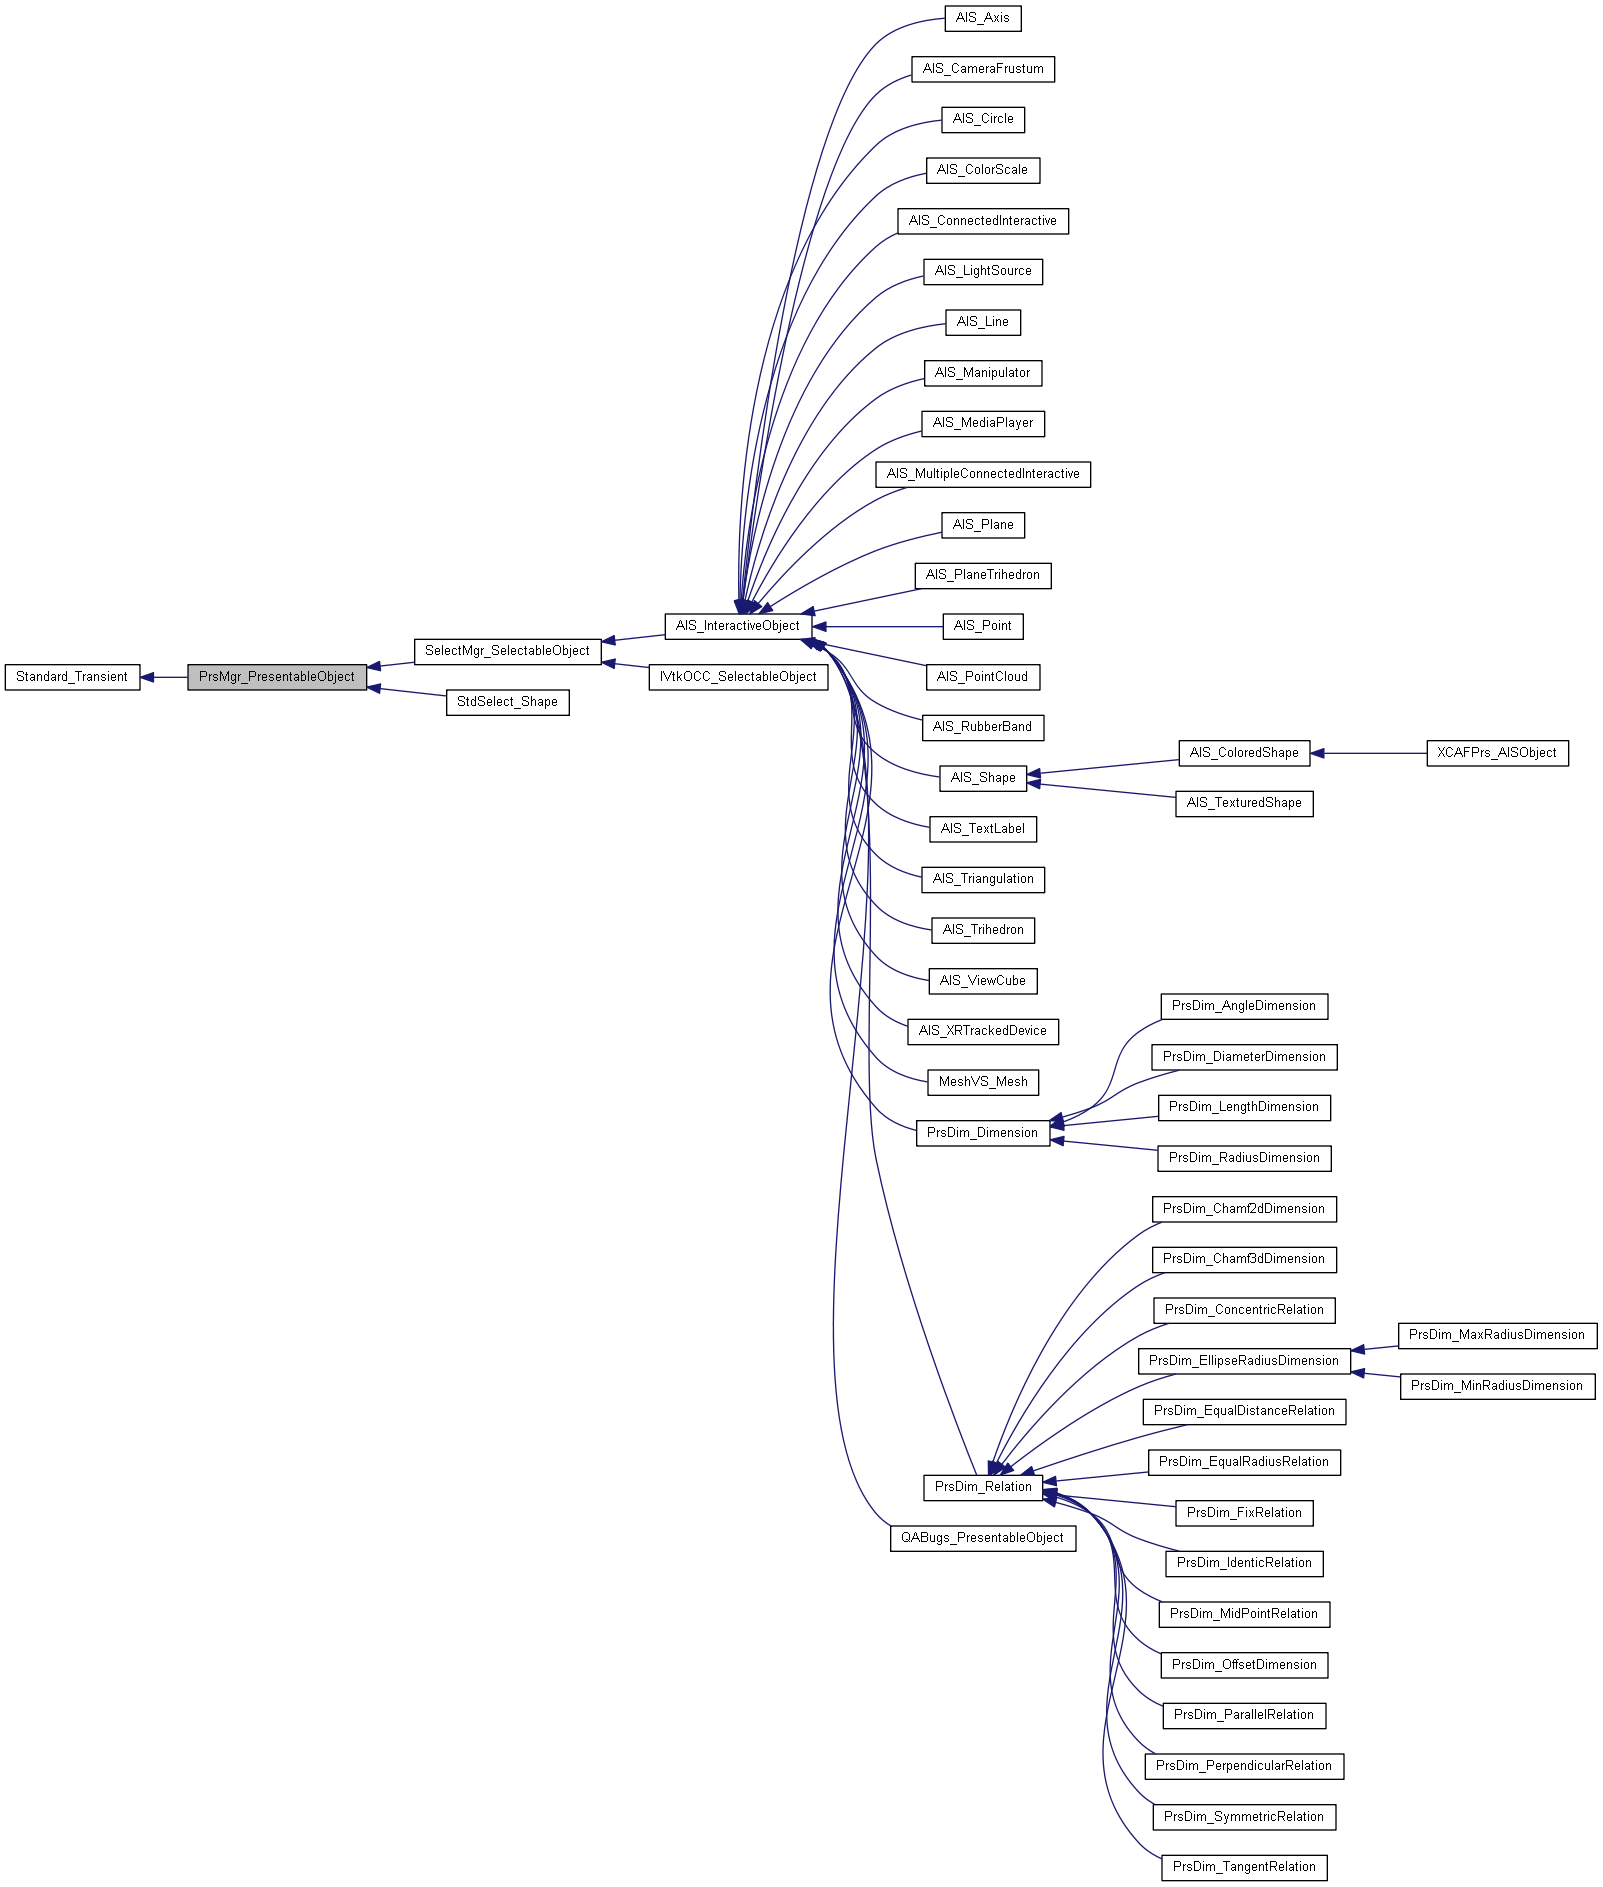 AIS_Axis
AIS_CameraFrustum
AIS_Circle
AIS_ColorScale
AIS_ConnectedInteractive
AIS_LightSource
AIS_Line
AIS_Manipulator
AIS_MediaPlayer
AIS_MultipleConnectedInteractive
AIS_Plane
AIS_PlaneTrihedron
AIS_InteractiveObject
AIS_Point
SelectMgr_SelectableObject
Standard_Transient
PrsMgr_PresentableObject
IVtkOCC_SelectableObject
AIS_PointCloud
StdSelect_Shape
AIS_RubberBand
AIS_ColoredShape
XCAFPrs_AISObject
AIS_Shape
AIS_TexturedShape
AIS_TextLabel
AIS_Triangulation
AIS_Trihedron
AIS_ViewCube
PrsDim_AngleDimension
AIS_XRTrackedDevice
PrsDim_DiameterDimension
MeshVS_Mesh
PrsDim_LengthDimension
PrsDim_Dimension
PrsDim_RadiusDimension
PrsDim_Chamf2dDimension
PrsDim_Chamf3dDimension
PrsDim_ConcentricRelation
PrsDim_MaxRadiusDimension
PrsDim_EllipseRadiusDimension
PrsDim_MinRadiusDimension
PrsDim_EqualDistanceRelation
PrsDim_EqualRadiusRelation
PrsDim_Relation
PrsDim_FixRelation
QABugs_PresentableObject
PrsDim_IdenticRelation
PrsDim_MidPointRelation
PrsDim_OffsetDimension
PrsDim_ParallelRelation
PrsDim_PerpendicularRelation
PrsDim_SymmetricRelation
PrsDim_TangentRelation